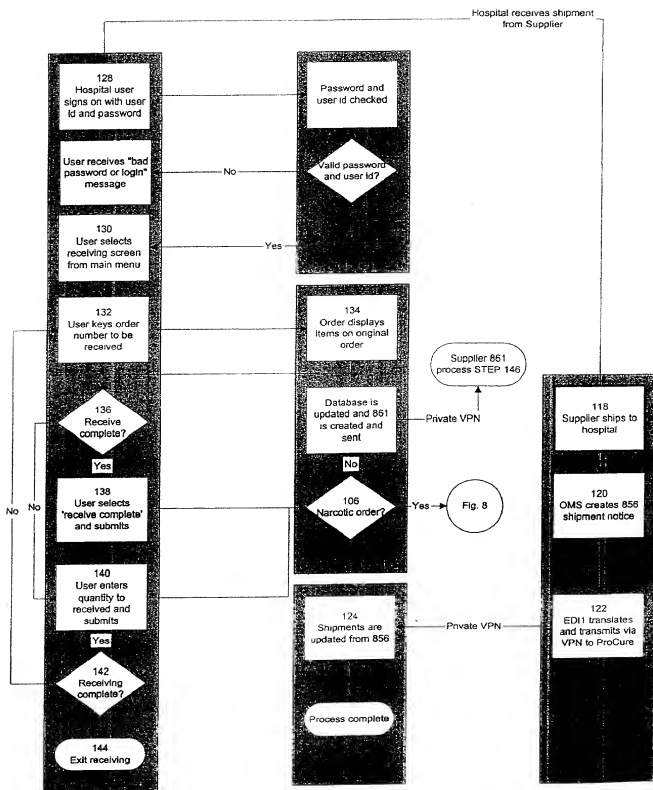 Hospital receives shipment
from Supplier
128
Hospital user
signs on with user
id and password
Password and
user id checked
User receives "bad
password or login"
message
No
Valid password
and user id?
130
User selects
receiving screen
from main menu
Yes
132
User keys order
number to be
received
134
Order displays
items on original
order
Supplier 861
process STEP 146
136
Receive
complete?
Database is
updated and 861
is created and
sent
Private VPN
118
Supplier ships to
hospital
Yes
No
No
No
138
User selects
'receive complete'
and submits
106
Narcotic order?
Yes
Fig. 8
120
OMS creates 856
shipment notice
140
User enters
quantity to
received and
submits
124
Shipments are
updated from 856
Private VPN
122
EDI1 translates
and transmits via
VPN to ProCure
Yes
142
Receiving
complete?
Process complete
144
Exit receiving